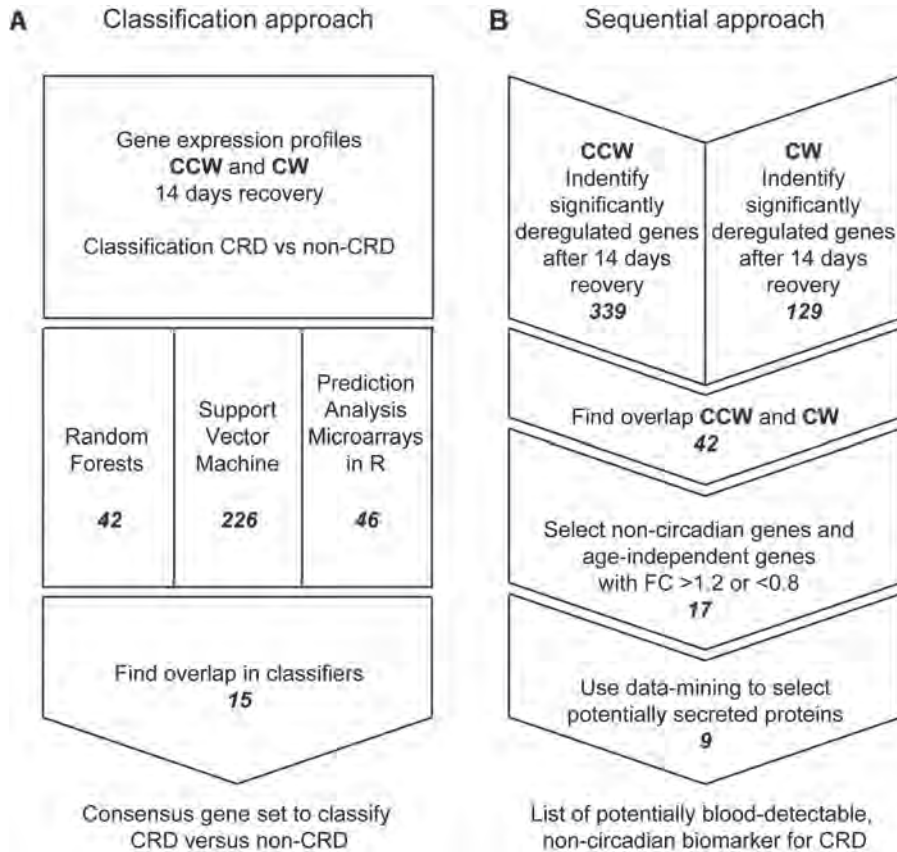 A Classification approach
Gene expression profiles
CCW and CW
14 days recovery
Classification CRD vs non-CRD
Random
Forests
42
Support
Vector
Machine
226
Prediction
Analysis
Microarrays
in R
46
Find overlap in classifiers
15
Consensus gene set to classify
CRD versus non-CRD
B Sequential approach
CCW
Indentify
significantly
deregulated genes
after 14 days
reovery
339
CW
Indentify
significantly
deregulated genes
after 14 days
reovery
129
Find overlap CCW and CW
42
Select non-circadian genes and
age-independent genes
with FC >1.2 or <0.8
17
Use data-mining to select
potentially secreted proteins
9
List of potentially blood-detectable,
non-circadian biomarker for CRD